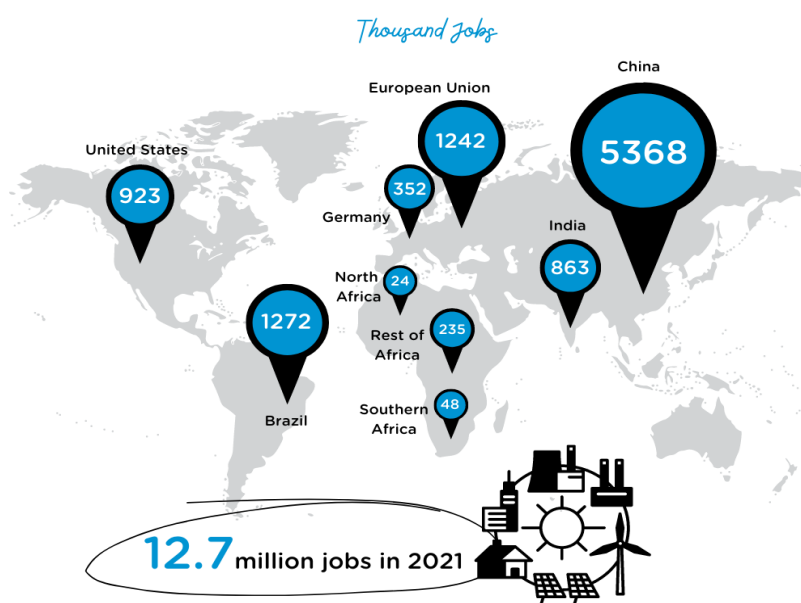 Thousand Jobs
China
5368
European Union
1242
United States
923
352
Germany
India
863
North
Africa
24
1272
Brazil
Rest of
Africa
235
Southern
Africa
48
12.7 million jobs in 2021